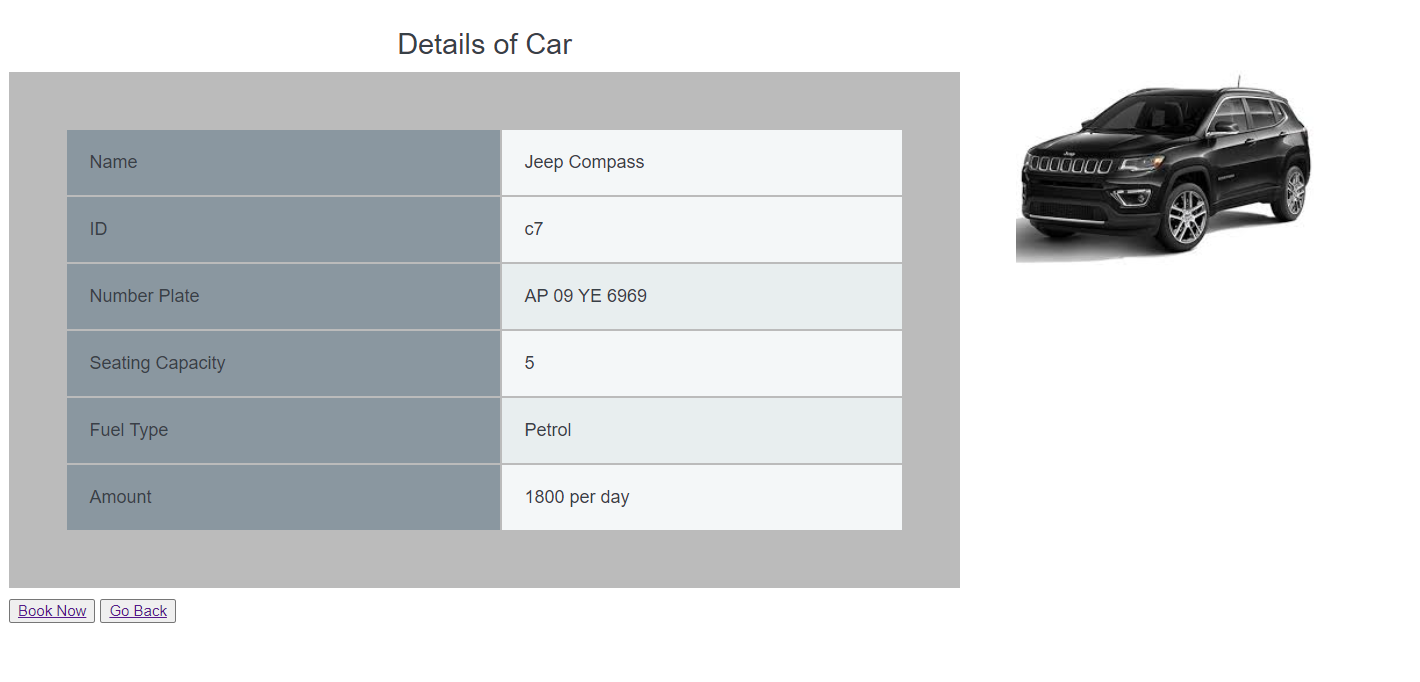 Details of Car
Name Jeep Compass
ID c7
Number Plate AP 09 YE 6969
Seating Capacity 5
Fuel Type Petrol
Amount 1800 per day
Book Now Go Back
Jeep